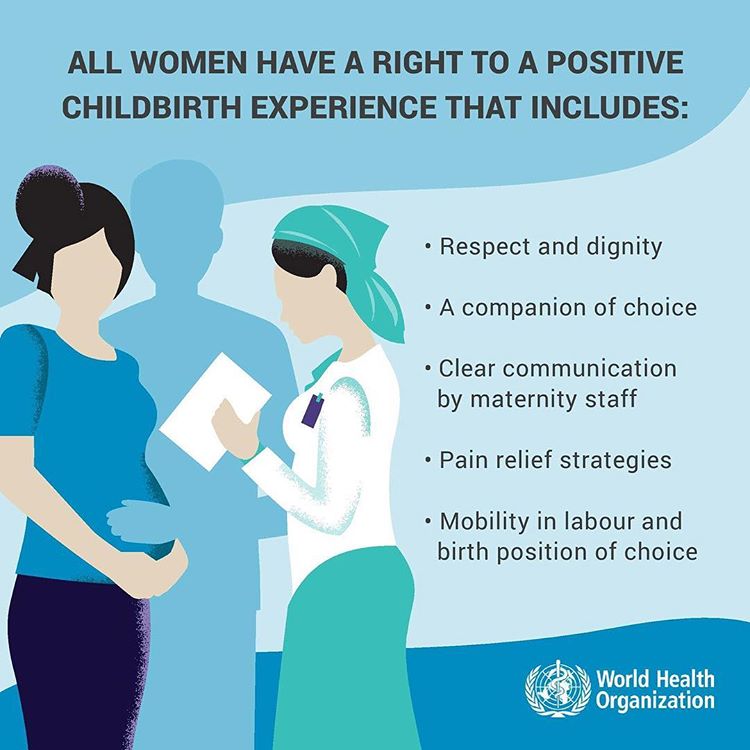 ALL WOMEN HAVE A RIGHT TO A POSITIVE
CHILDBIRTH EXPERIENCE THAT INCLUDES:
• Respect and dignity
• A companion of choice
• Clear communication
by maternity staff
• Pain relief strategies
• Mobility in labour and
birth position of choice
World Health
Organization